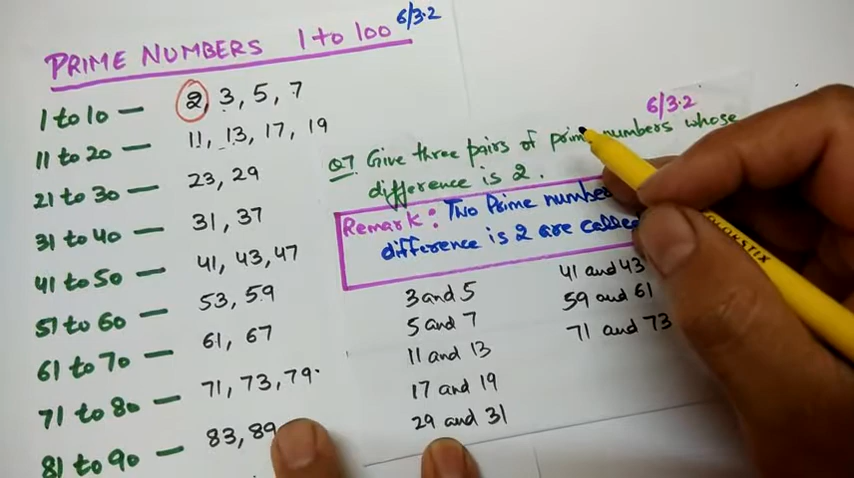 PRIME NUMBERS 1 to 100 6/3.2
1 to 10 — 2, 3, 5, 7
11 to 20 — 11, 13, 17, 19
21 to 30 — 23, 29
31 to 40 — 31, 37
41 to 50 — 41, 43, 47
51 to 60 — 53, 59
61 to 70 — 61, 67
71 to 80 — 71, 73, 79.
81 to 90 — 83, 89
6/3.2
Q7. Give three pairs of prime numbers whose
difference is 2.
Remark: Two Prime number
difference is 2 are called
3 and 5
5 and 7
11 and 13
17 and 19
29 and 31
41 and 43
59 and 61
71 and 73